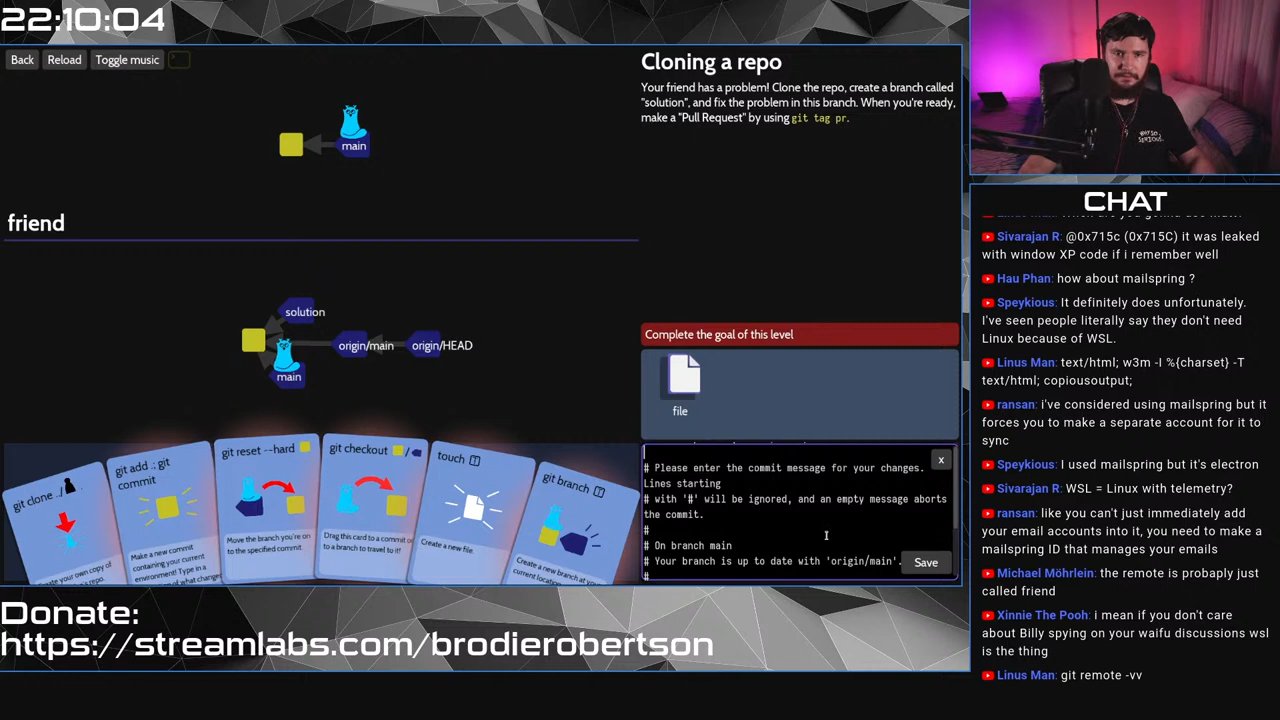 22:10:04
Back
Reload
Toggle music
main
friend
solution
origin/main
origin/HEAD
main
git clone ../
Create your own copy
git add .; git
commit
Make a new commit
containing your current
environment! Type in a
git reset --hard
Move the branch you're on
to the specified commit.
git checkout
/
Drag this card to a commit or
to a branch to travel to it!
touch
Create a new file.
git branch
Create a new branch at your
Cloning a repo
Your friend has a problem! Clone the repo, create a branch called
"solution", and fix the problem in this branch. When you're ready,
make a "Pull Request" by using git tag pr.
Complete the goal of this level
file
x
# Please enter the commit message for your changes.
Lines starting
# with '#' will be ignored, and an empty message aborts
the commit.
#
# On branch main
# Your branch is up to date with 'origin/main'.
#
Save
Donate:
https://streamlabs.com/brodierobertson
WHY SO
SERIOUS?
CHAT
Sivarajan R: @0x715c (0x715C) it was leaked
with window XP code if i remember well
Hau Phan: how about mailspring ?
Speykious: It definitely does unfortunately.
I've seen people literally say they don't need
Linux because of WSL.
Linus Man: text/html; w3m -I %{charset} -T
text/html; copiousoutput;
ransan: i've considered using mailspring but it
forces you to make a separate account for it to
sync
Speykious: I used mailspring but it's electron
Sivarajan R: WSL = Linux with telemetry?
ransan: like you can't just immediately add
your email accounts into it, you need to make a
mailspring ID that manages your emails
Michael Möhrlein: the remote is probaply just
called friend
Xinnie The Pooh: i mean if you don't care
about Billy spying on your waifu discussions wsl
is the thing
Linus Man: git remote -vv